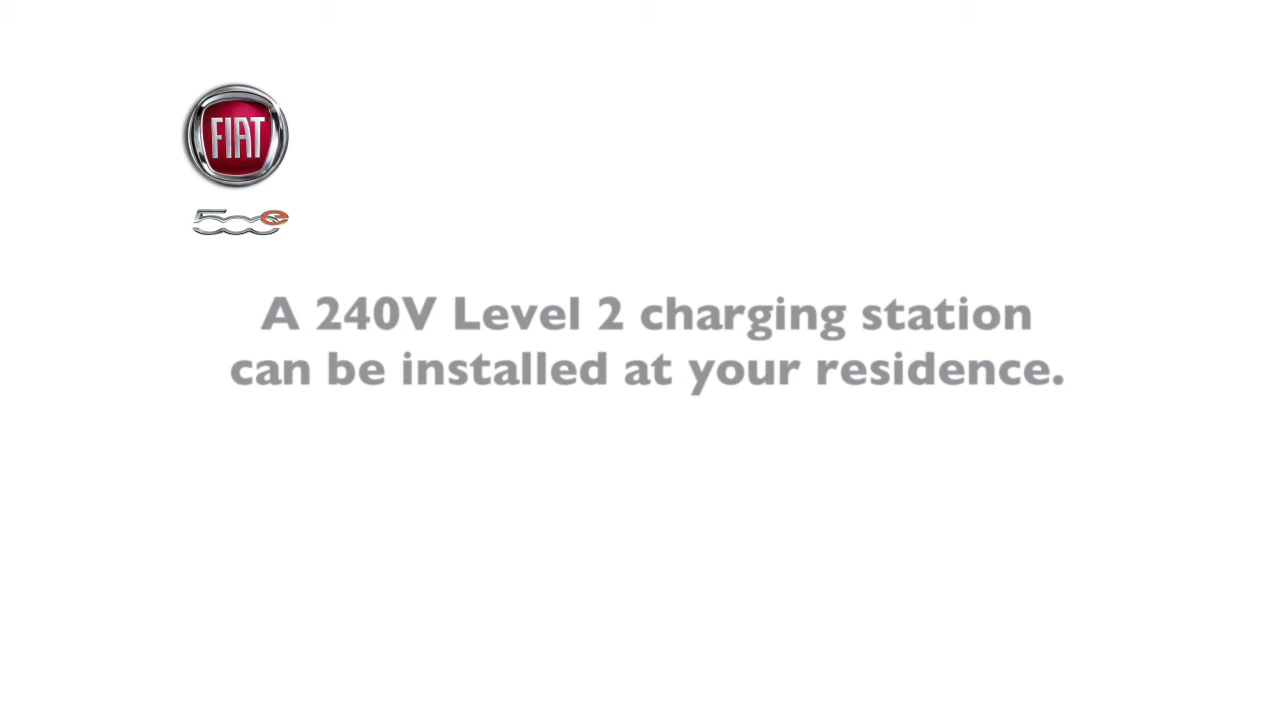 FIAT
500e
A 240V Level 2 charging station
can be installed at your residence.